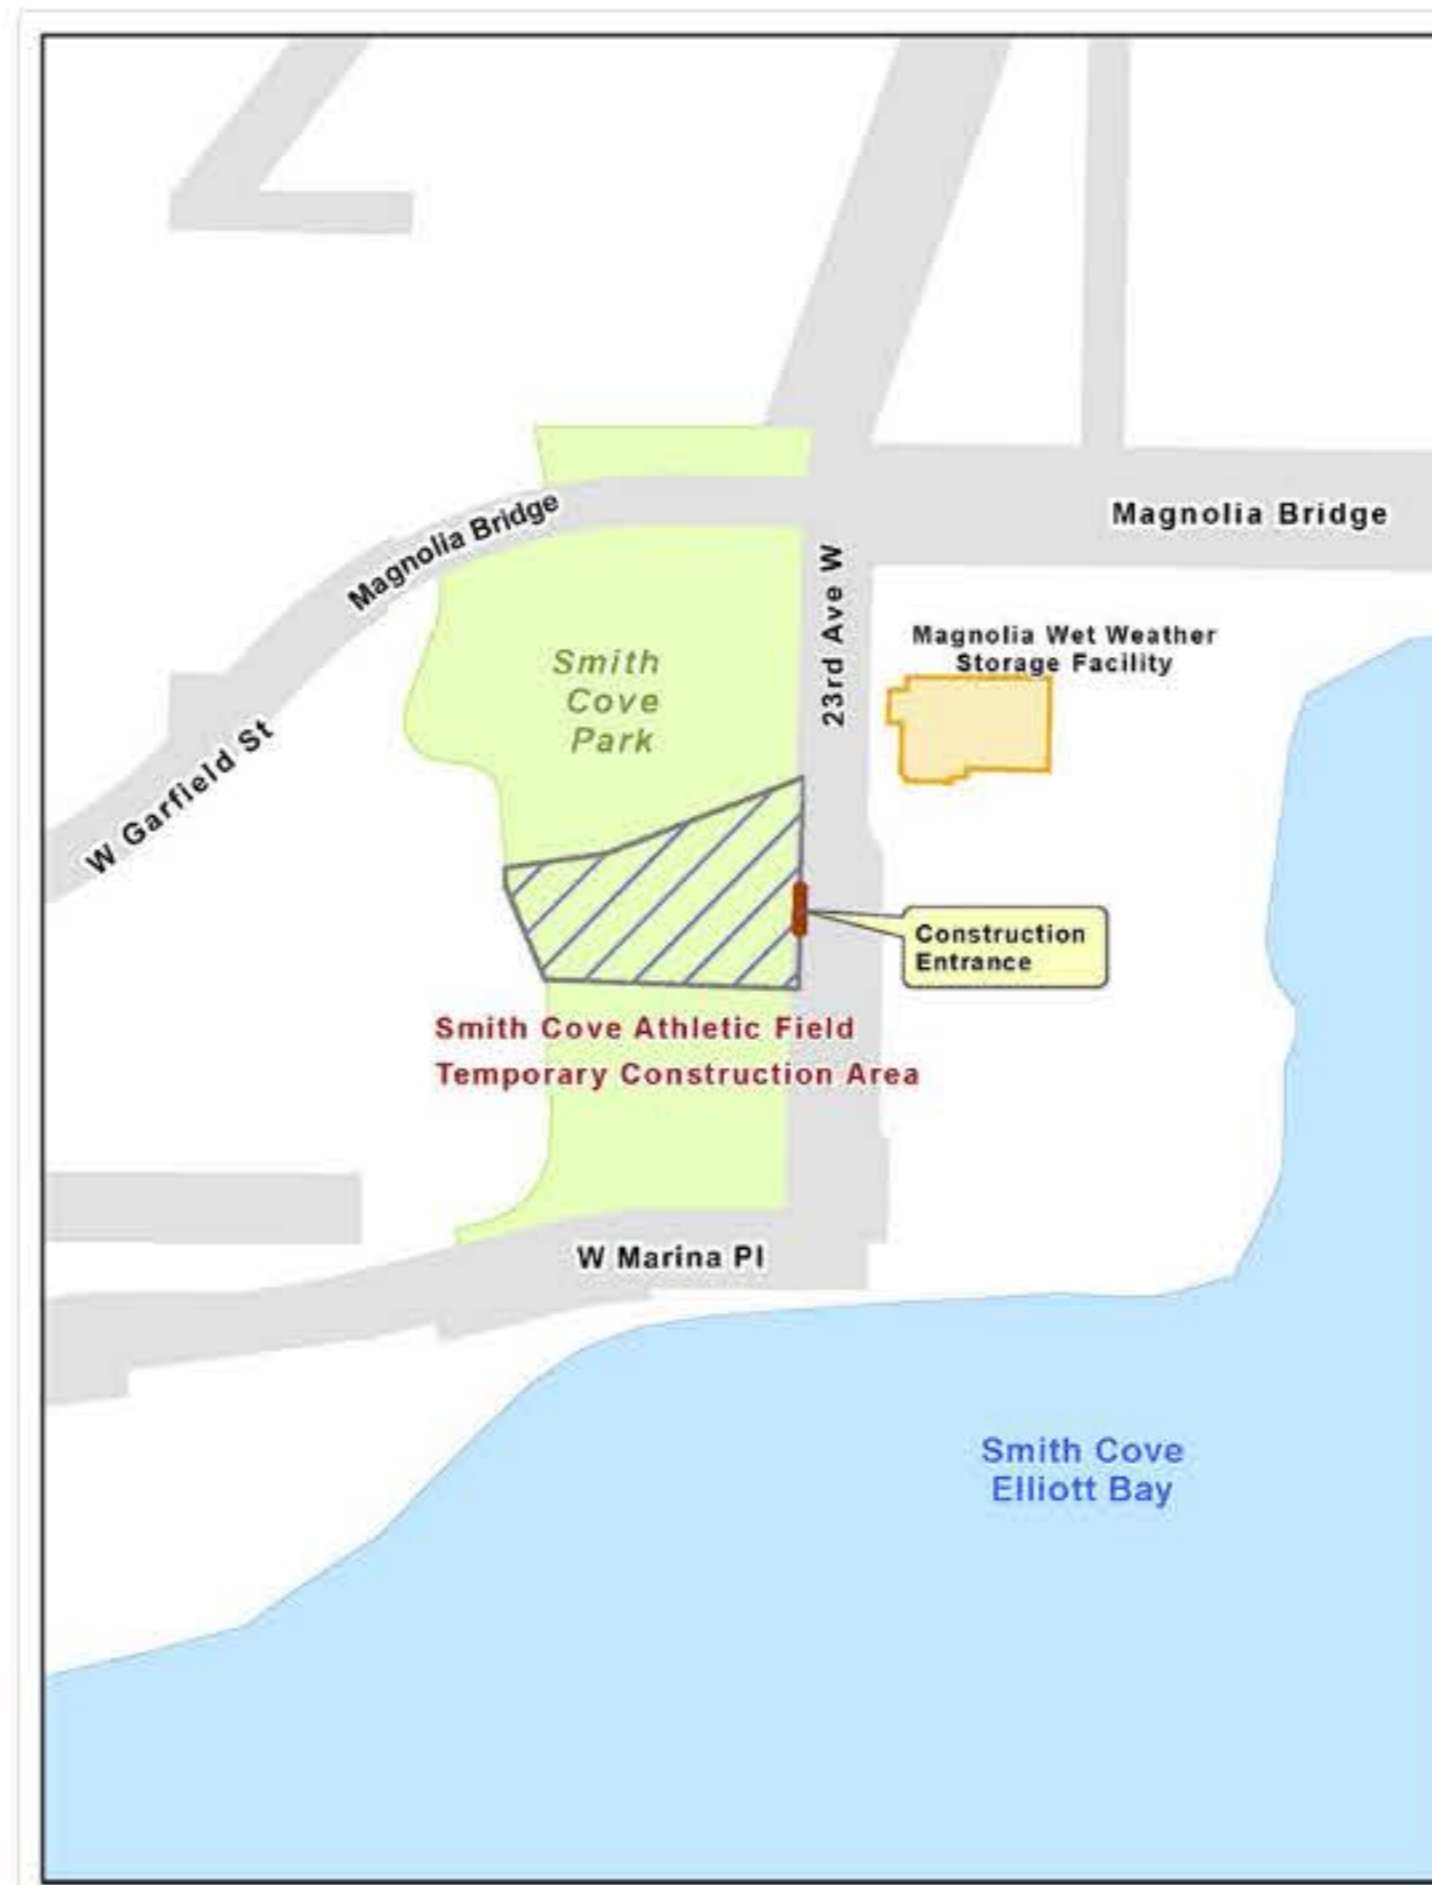 Magnolia Bridge
Magnolia Bridge
23rd Ave W
Magnolia Wet Weather
Storage Facility
Smith
Cove
Park
W Garfield St
Construction
Entrance
Smith Cove Athletic Field
Temporary Construction Area
W Marina Pl
Smith Cove
Elliott Bay